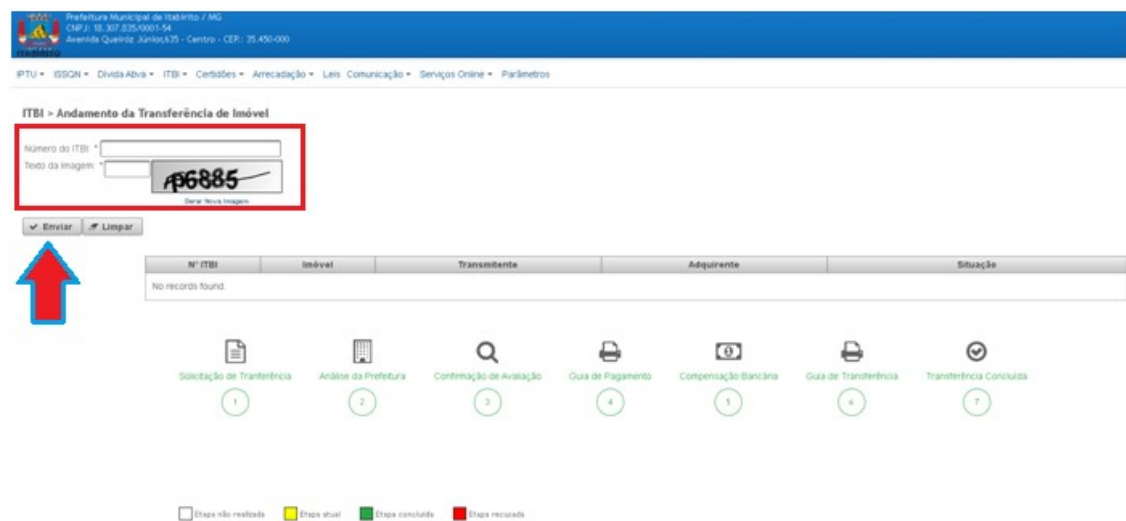 Prefeitura Municipal de Itabirito / MG
CNPJ: 18.307.835/0001-54
Avenida Queiróz Júnior,635 - Centro - CEP.: 35.450-000
ITABIRITO
IPTU ISSQN Dívida Ativa ITBI Certidões Arrecadação Leis Comunicação Serviços Online Parâmetros
ITBI > Andamento da Transferência de Imóvel
Número do ITBI: *
Texto da Imagem: *
Gerar Nova Imagem
Enviar Limpar
Nº ITBI Imóvel Transmitente Adquirente Situação
No records found.
Solicitação de Tranferência Análise da Prefeitura Confirmação de Avaliação Guia de Pagamento Compensação Bancária Guia de Transferência Transferência Concluída
1 2 3 4 5 6 7
Etapa não realizada Etapa atual Etapa concluída Etapa recusada